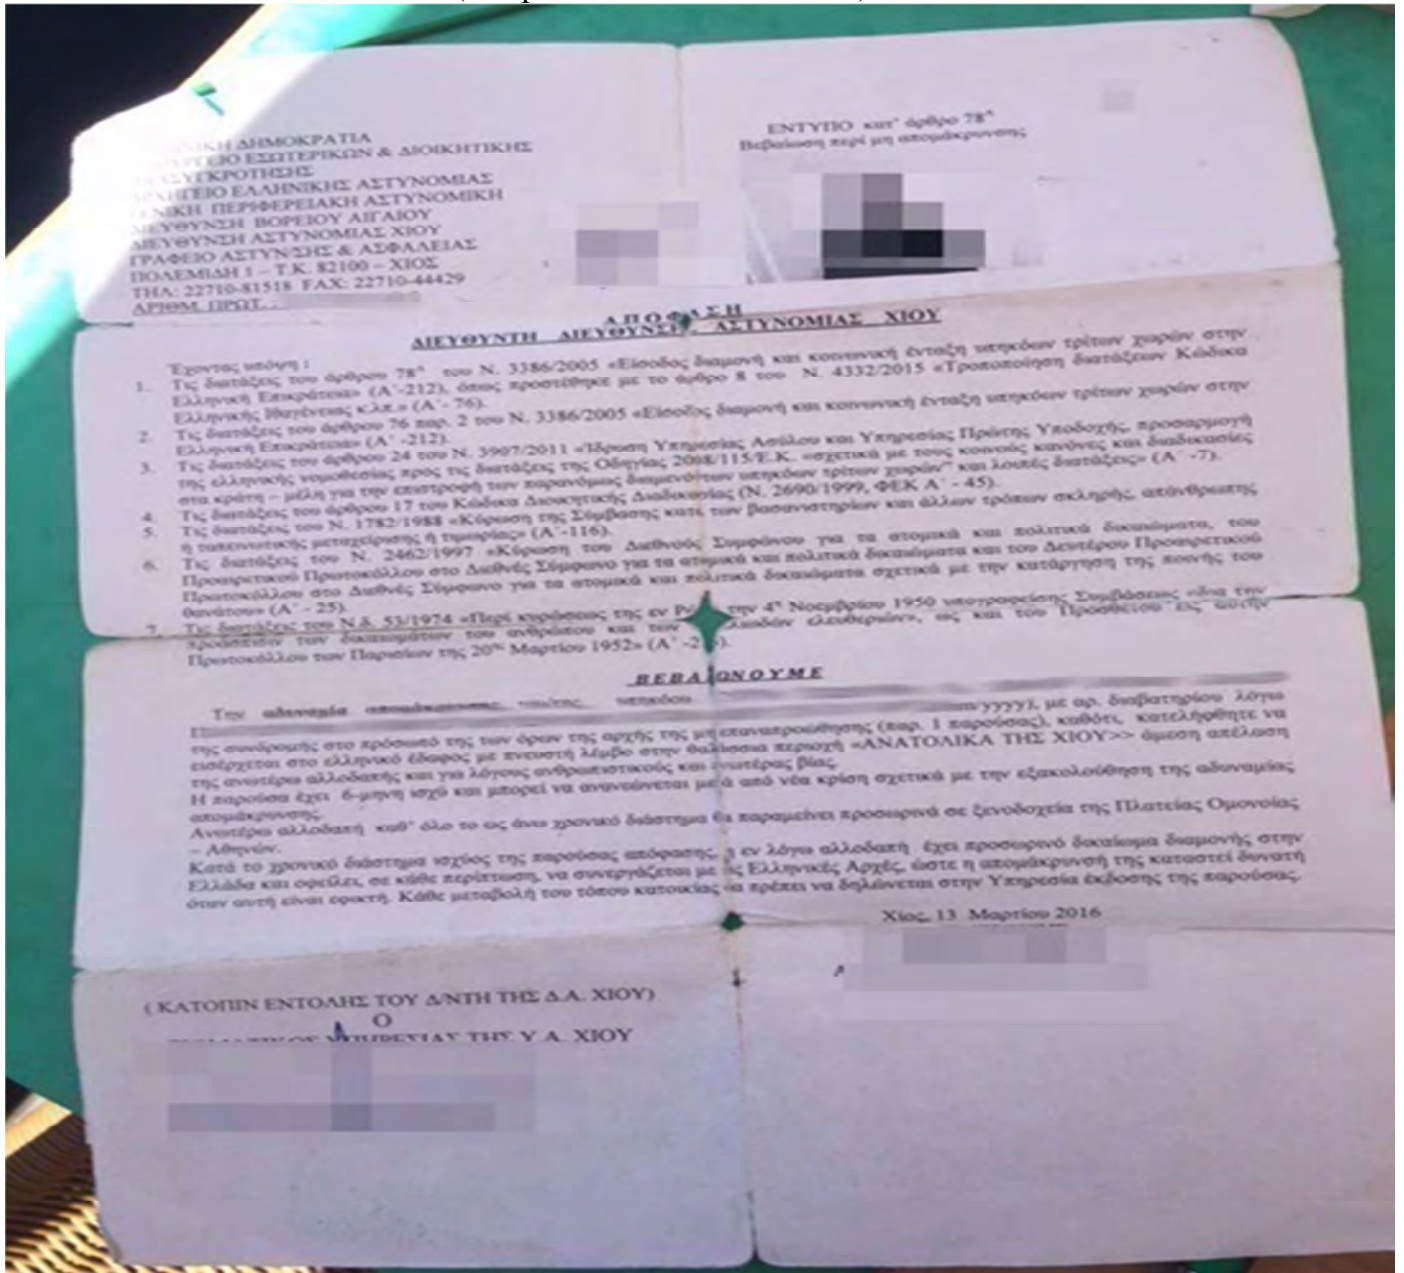 ΔΗΜΟΚΡΑΤΙΑ
ΕΣΩΤΕΡΙΚΩΝ & ΔΙΟΙΚΗΤΙΚΗΣ
ΕΛΛΗΝΙΚΗΣ ΑΣΤΥΝΟΜΙΑΣ
ΠΕΡΙΦΕΡΕΙΑΚΗ ΑΣΤΥΝΟΜΙΚΗ
ΔΙΕΥΘΥΝΣΗ ΒΟΡΕΙΟΥ ΑΙΓΑΙΟΥ
ΔΙΕΥΘΥΝΣΗ ΑΣΤΥΝΟΜΙΑΣ ΧΙΟΥ
ΓΡΑΦΕΙΟ ΑΣΤΥΝ/ΣΗΣ & ΑΣΦΑΛΕΙΑΣ
ΠΟΛΕΜΙΔΗ 1 – Τ.Κ. 82100 – ΧΙΟΣ
ΤΗΛ: 22710-81518 FAX: 22710-44429
ΑΡΙΘΜ. ΠΡΩΤ. :
ΕΝΤΥΠΟ κατ' άρθρο 78Α
Βεβαίωση περί μη απομάκρυνσης
ΑΠΟΦΑΣΗ
ΔΙΕΥΘΥΝΤΗ ΔΙΕΥΘΥΝΣΗΣ ΑΣΤΥΝΟΜΙΑΣ ΧΙΟΥ
Έχοντας υπόψη :
1. Τις διατάξεις του άρθρου 78Α του Ν. 3386/2005 «Είσοδος διαμονή και κοινωνική ένταξη υπηκόων τρίτων χωρών στην
Ελληνική Επικράτεια» (Α΄-212), όπως προστέθηκε με το άρθρο 8 του Ν. 4332/2015 «Τροποποίηση διατάξεων Κώδικα
Ελληνικής Ιθαγένειας κ.λπ.» (Α΄- 76).
2. Τις διατάξεις του άρθρου 76 παρ. 2 του Ν. 3386/2005 «Είσοδος διαμονή και κοινωνική ένταξη υπηκόων τρίτων χωρών στην
Ελληνική Επικράτεια» (Α΄ -212).
3. Τις διατάξεις του άρθρου 24 του Ν. 3907/2011 «Ίδρυση Υπηρεσίας Ασύλου και Υπηρεσίας Πρώτης Υποδοχής, προσαρμογή
της ελληνικής νομοθεσίας προς τις διατάξεις της Οδηγίας 2008/115/Ε.Κ. «σχετικά με τους κοινούς κανόνες και διαδικασίες
στα κράτη – μέλη για την επιστροφή των παρανόμως διαμενόντων υπηκόων τρίτων χωρών" και λοιπές διατάξεις» (Α΄ -7).
4. Τις διατάξεις του άρθρου 17 του Κώδικα Διοικητικής Διαδικασίας (Ν. 2690/1999, ΦΕΚ Α΄ - 45).
5. Τις διατάξεις του Ν. 1782/1988 «Κύρωση της Σύμβασης κατά των βασανιστηρίων και άλλων τρόπων σκληρής, απάνθρωπης
ή ταπεινωτικής μεταχείρισης ή τιμωρίας» (Α΄-116).
6. Τις διατάξεις του Ν. 2462/1997 «Κύρωση του Διεθνούς Συμφώνου για τα ατομικά και πολιτικά δικαιώματα, του
Προαιρετικού Πρωτοκόλλου στο Διεθνές Σύμφωνο για τα ατομικά και πολιτικά δικαιώματα και του Δευτέρου Προαιρετικού
Πρωτοκόλλου στο Διεθνές Σύμφωνο για τα ατομικά και πολιτικά δικαιώματα σχετικά με την κατάργηση της ποινής του
θανάτου» (Α΄ - 25).
7. Τις διατάξεις του Ν.δ. 53/1974 «Περί κυρώσεως της εν την 4η Νοεμβρίου 1950 υπογραφείσης Συμβάσεως «δια την
προάσπισιν των δικαιωμάτων του ανθρώπου και των ελευθεριών», ως και του Προσθέτου εις αυτήν
Πρωτοκόλλου των Παρισίων της 20ης Μαρτίου 1952» (Α΄
ΒΕΒΑΙΩΝΟΥΜΕ
Την αδυναμία απομάκρυνσης υπηκόου
/yyyy), με αρ. διαβατηρίου λόγω
της συνδρομής στο πρόσωπό της των όρων της αρχής της μη επαναπροώθησης (παρ. 1 παρούσας), καθότι, κατελήφθητε να
εισέρχεται στο ελληνικό έδαφος με πνευστή λέμβο στην θαλάσσια περιοχή «ΑΝΑΤΟΛΙΚΑ ΤΗΣ ΧΙΟΥ>> άμεση απέλαση
της ανωτέρω αλλοδαπής και για λόγους ανθρωπιστικούς και ανωτέρας βίας.
Η παρούσα έχει 6-μηνη ισχύ και μπορεί να ανανεώνεται μετά από νέα κρίση σχετικά με την εξακολούθηση της αδυναμίας
απομάκρυνσης.
Ανωτέρω αλλοδαπή καθ' όλο το ως άνω χρονικό διάστημα θα παραμείνει προσωρινά σε ξενοδοχεία της Πλατείας Ομονοίας
– Αθηνών.
Κατά το χρονικό διάστημα ισχύος της παρούσας απόφασης, η εν λόγω αλλοδαπή έχει προσωρινό δικαίωμα διαμονής στην
Ελλάδα και οφείλει, σε κάθε περίπτωση, να συνεργάζεται με τις Ελληνικές Αρχές, ώστε η απομάκρυνσή της καταστεί δυνατή
όταν αυτή είναι εφικτή. Κάθε μεταβολή του τόπου κατοικίας θα πρέπει να δηλώνεται στην Υπηρεσία έκδοσης της παρούσας.
Χίος, 13 Μαρτίου 2016
( ΚΑΤΟΠΙΝ ΕΝΤΟΛΗΣ ΤΟΥ Δ/ΝΤΗ ΤΗΣ Δ.Α. ΧΙΟΥ)
Ο
ΥΠΗΡΕΣΙΑΣ ΤΗΣ Υ Α. ΧΙΟΥ